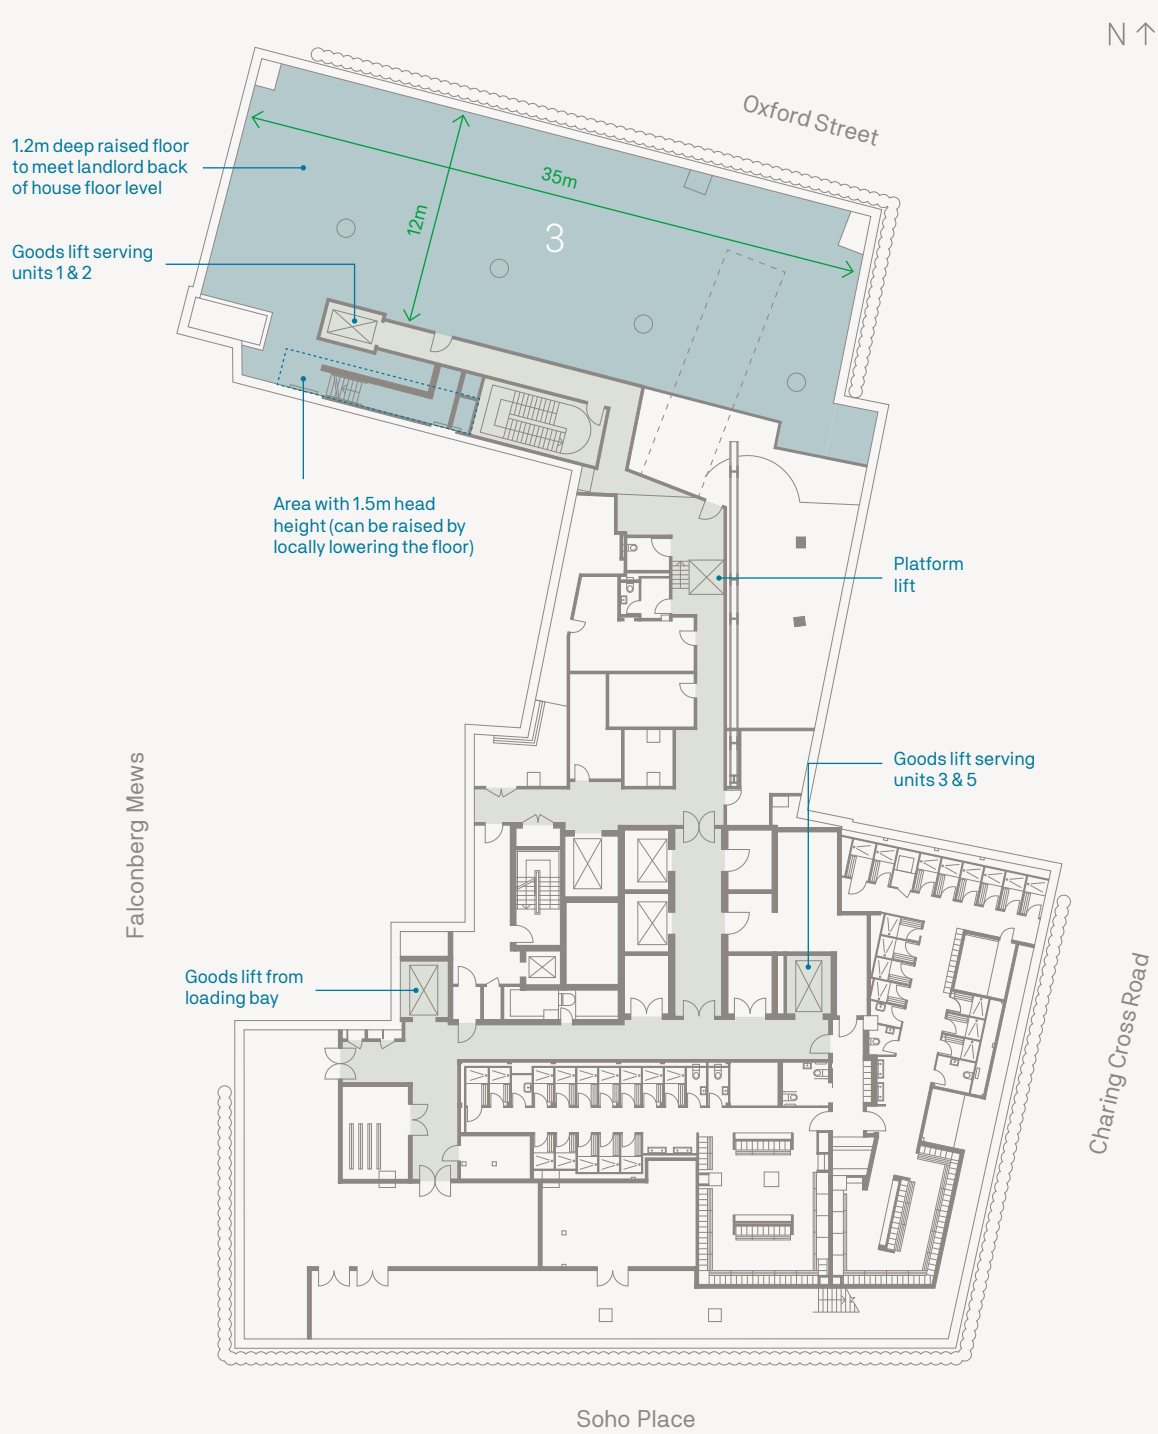 N ↑
Oxford Street
1.2m deep raised floor
to meet landlord back
of house floor level
35m
12m
3
Goods lift serving
units 1 & 2
Area with 1.5m head
height (can be raised by
locally lowering the floor)
Platform
lift
Falconberg Mews
Goods lift serving
units 3 & 5
Goods lift from
loading bay
Charing Cross Road
Soho Place